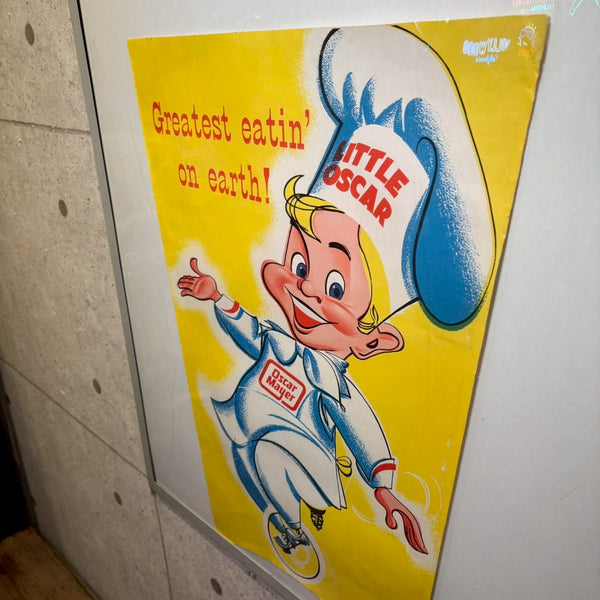 Greatest eatin'
on earth!
LITTLE
OSCAR
Oscar
Mayer